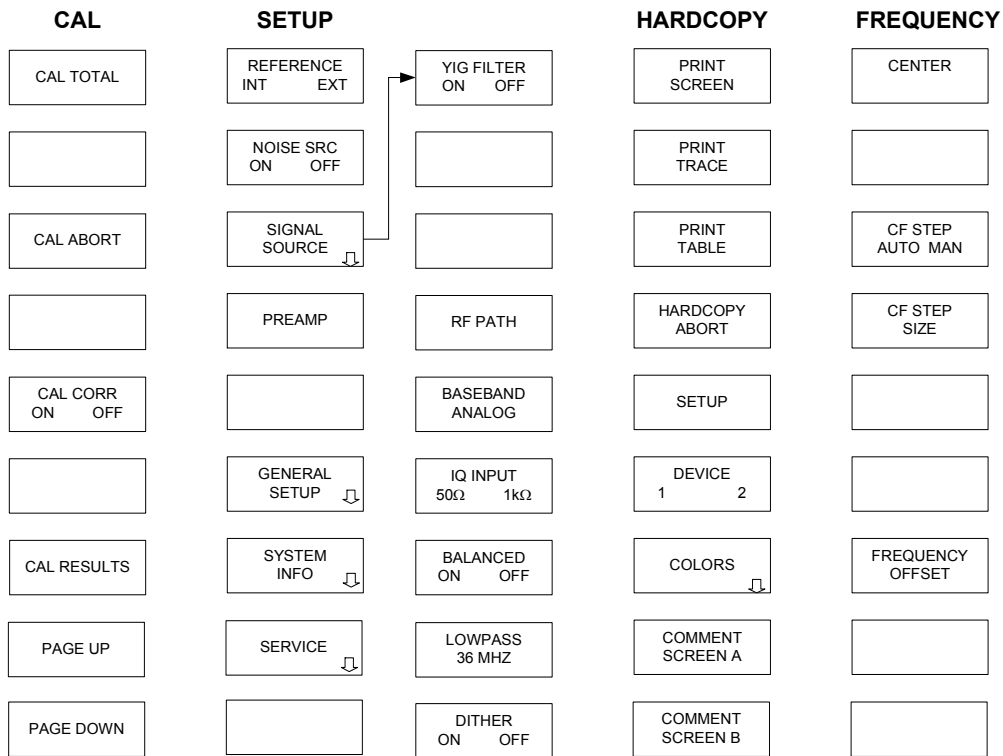 CAL
CAL TOTAL
CAL ABORT
CAL CORR
ON OFF
CAL RESULTS
PAGE UP
PAGE DOWN
SETUP
REFERENCE
INT EXT
NOISE SRC
ON OFF
SIGNAL
SOURCE
PREAMP
GENERAL
SETUP
SYSTEM
INFO
SERVICE
YIG FILTER
ON OFF
RF PATH
BASEBAND
ANALOG
IQ INPUT
50Ω 1kΩ
BALANCED
ON OFF
LOWPASS
36 MHZ
DITHER
ON OFF
HARDCOPY
PRINT
SCREEN
PRINT
TRACE
PRINT
TABLE
HARDCOPY
ABORT
SETUP
DEVICE
1 2
COLORS
COMMENT
SCREEN A
COMMENT
SCREEN B
FREQUENCY
CENTER
CF STEP
AUTO MAN
CF STEP
SIZE
FREQUENCY
OFFSET